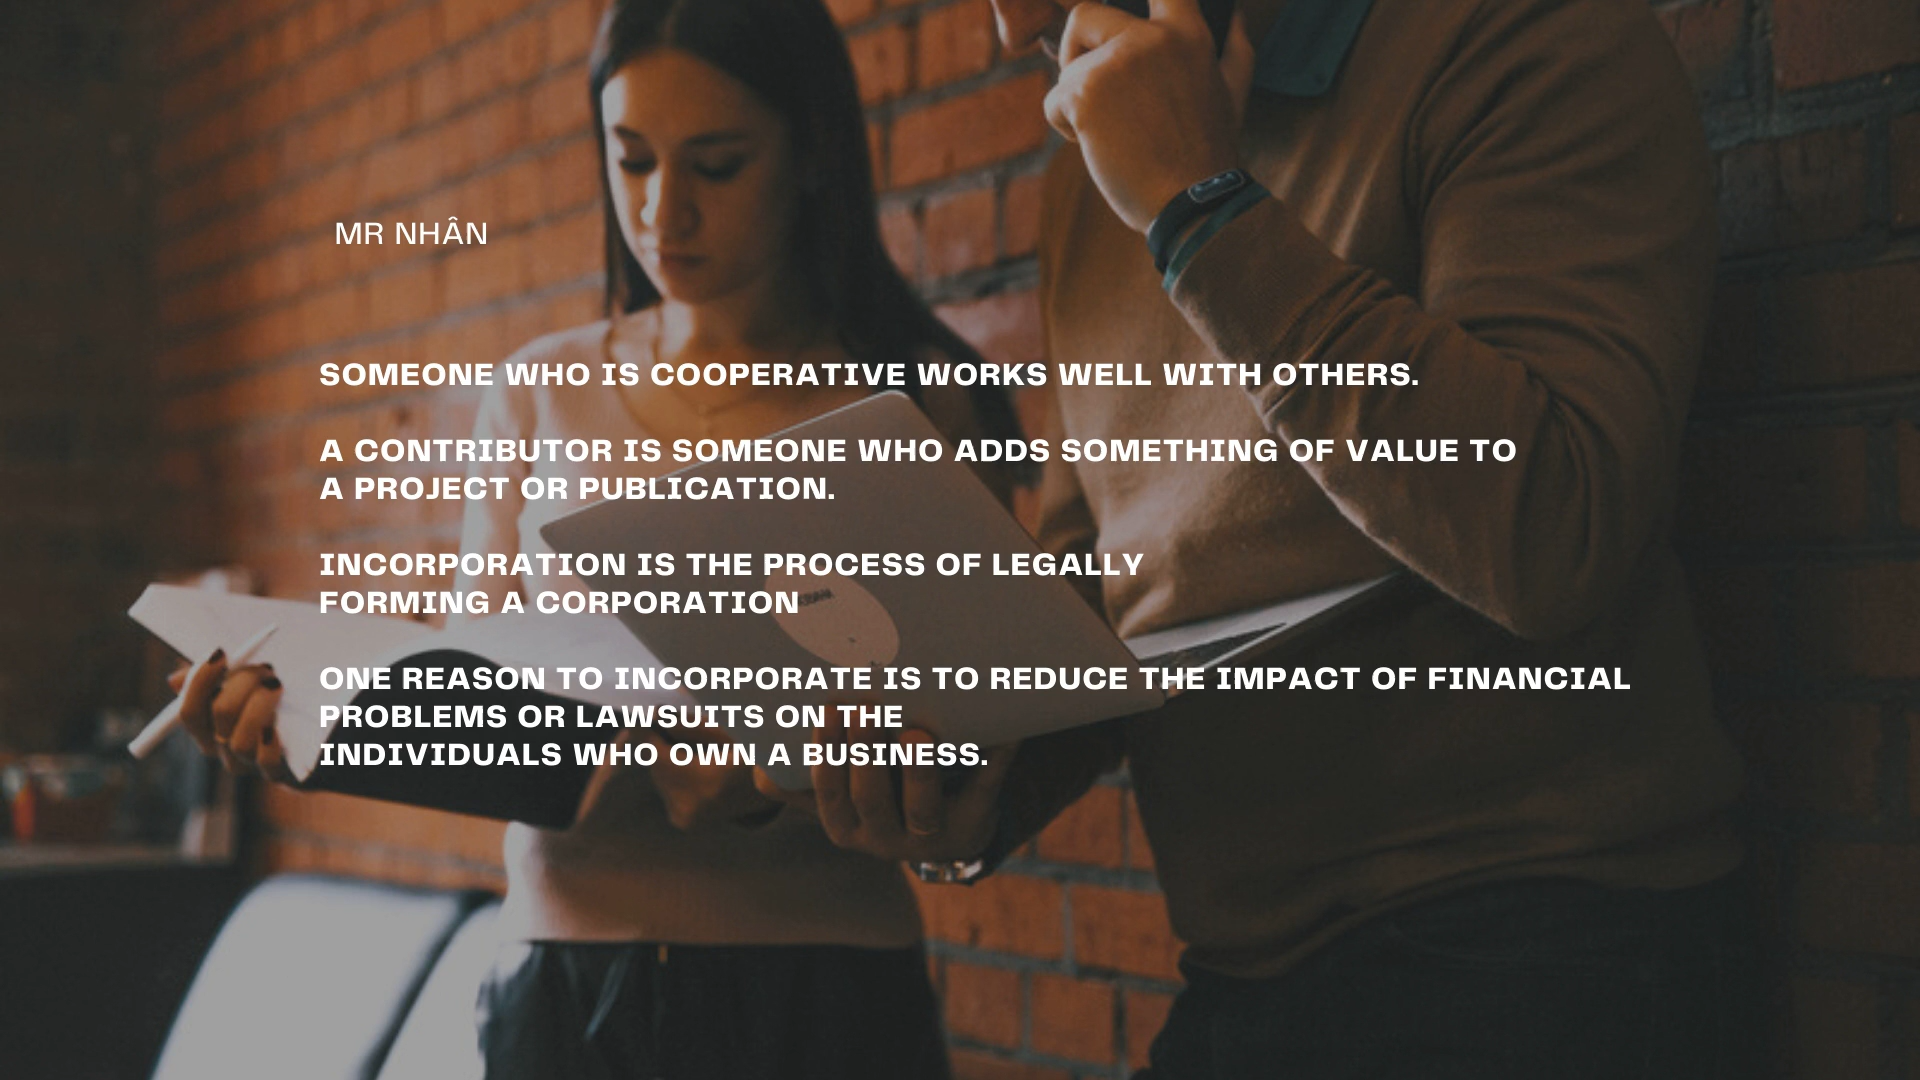 MR NHÂN
SOMEONE WHO IS COOPERATIVE WORKS WELL WITH OTHERS.
A CONTRIBUTOR IS SOMEONE WHO ADDS SOMETHING OF VALUE TO
A PROJECT OR PUBLICATION.
INCORPORATION IS THE PROCESS OF LEGALLY
FORMING A CORPORATION
ONE REASON TO INCORPORATE IS TO REDUCE THE IMPACT OF FINANCIAL
PROBLEMS OR LAWSUITS ON THE
INDIVIDUALS WHO OWN A BUSINESS.